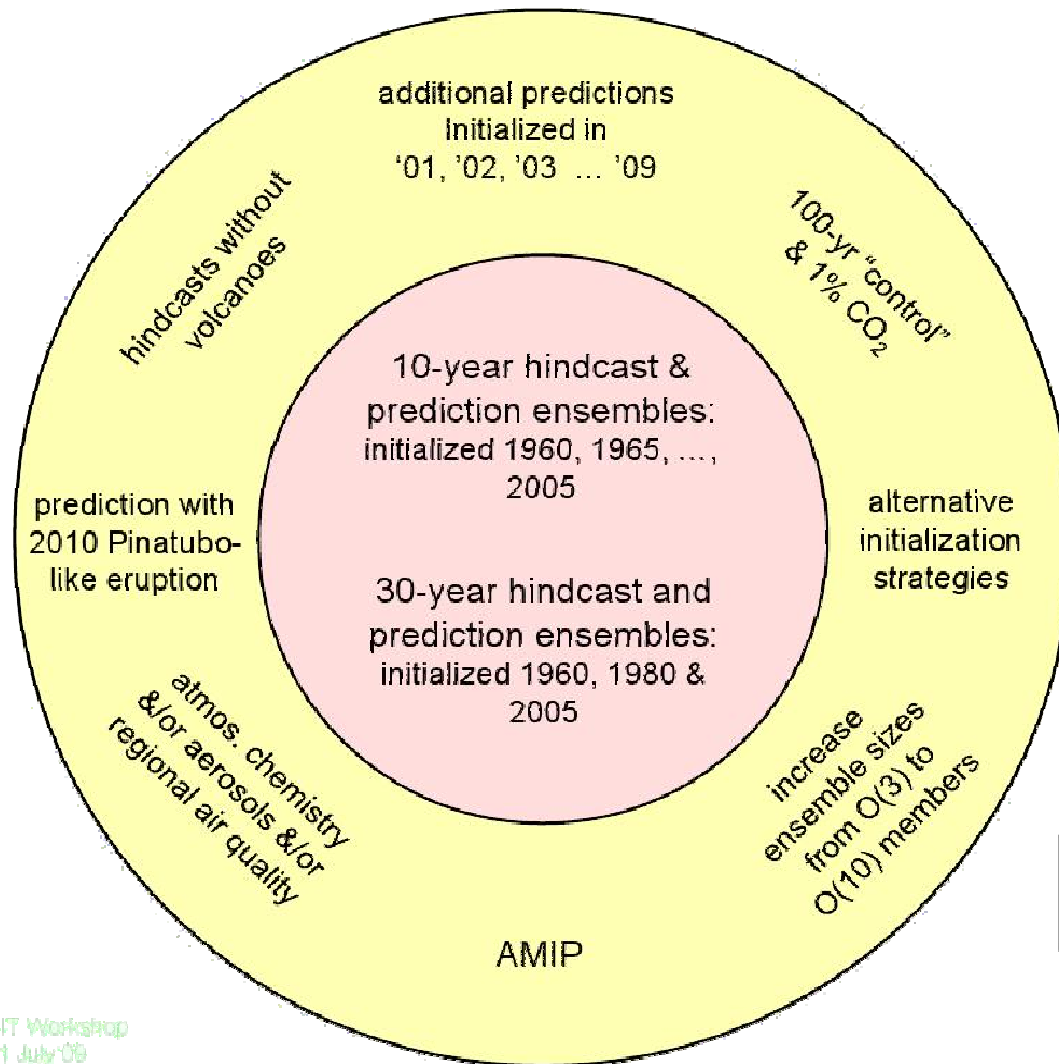 additional predictions
Initialized in
‘01, ’02, ’03 … ’09
hindcasts without
volcanoes
100-yr “control”
& 1% CO₂
10-year hindcast &
prediction ensembles:
initialized 1960, 1965, …,
2005
30-year hindcast and
prediction ensembles:
initialized 1960, 1980 &
2005
prediction with
2010 Pinatubo-
like eruption
alternative
initialization
strategies
atmos. chemistry
&/or aerosols &/or
regional air quality
increase
ensemble sizes
from O(3) to
O(10) members
AMIP
Workshop
July '09